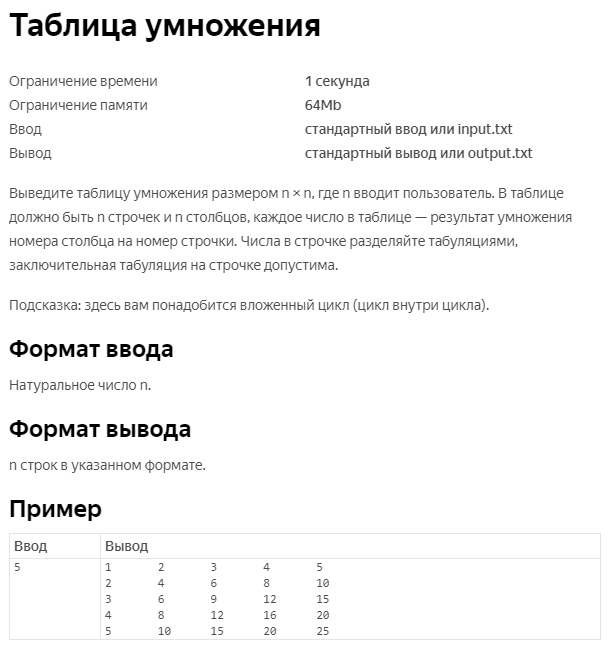 Таблица умножения
Ограничение времени 1 секунда
Ограничение памяти 64Mb
Ввод стандартный ввод или input.txt
Вывод стандартный вывод или output.txt
Выведите таблицу умножения размером n × n, где n вводит пользователь. В таблице
должно быть n строчек и n столбцов, каждое число в таблице — результат умножения
номера столбца на номер строчки. Числа в строчке разделяйте табуляциями,
заключительная табуляция на строчке допустима.
Подсказка: здесь вам понадобится вложенный цикл (цикл внутри цикла).
Формат ввода
Натуральное число n.
Формат вывода
n строк в указанном формате.
Пример
Ввод Вывод
5 1 2 3 4 5
2 4 6 8 10
3 6 9 12 15
4 8 12 16 20
5 10 15 20 25